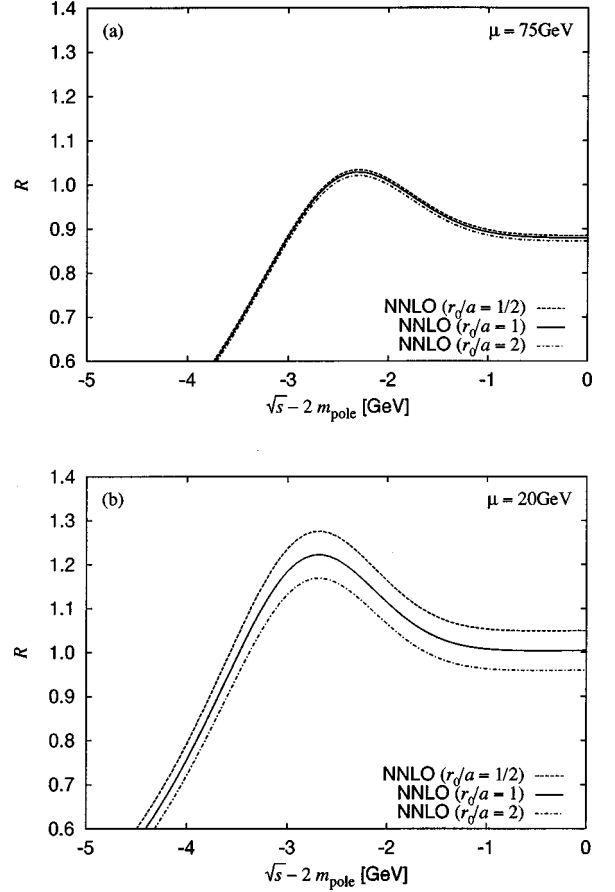 (a)
μ = 75GeV
1.4
1.3
1.2
1.1
1.0
0.9
0.8
0.7
0.6
R
NNLO (r₀/a = 1/2)
NNLO (r₀/a = 1)
NNLO (r₀/a = 2)
-5 -4 -3 -2 -1 0
√s − 2 m_pole [GeV]
(b)
μ = 20GeV
1.4
1.3
1.2
1.1
1.0
0.9
0.8
0.7
0.6
R
NNLO (r₀/a = 1/2)
NNLO (r₀/a = 1)
NNLO (r₀/a = 2)
-5 -4 -3 -2 -1 0
√s − 2 m_pole [GeV]